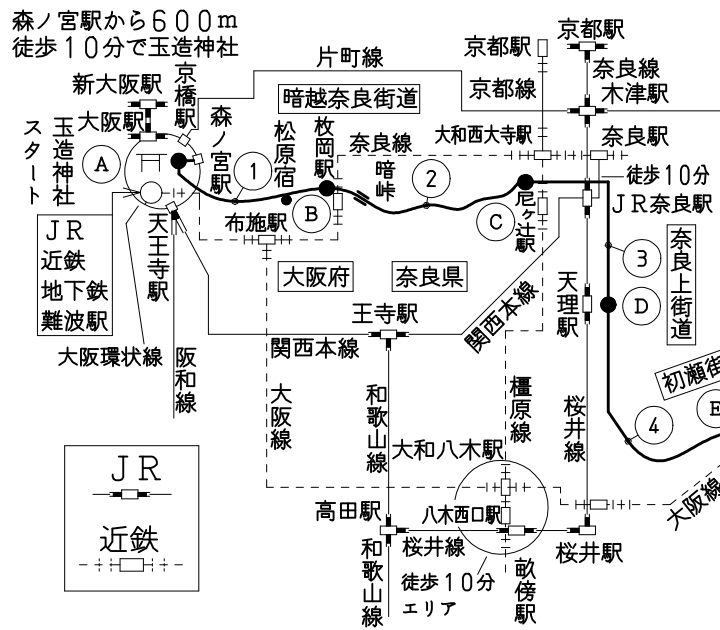 森ノ宮駅から600m
徒歩10分で玉造神社
京都駅
京都駅
片町線
新大阪駅
京橋駅
京都線
奈良線
木津駅
暗越奈良街道
大阪駅
森ノ宮駅
玉造神社
スタート
松原宿
枚岡駅
奈良線
大和西大寺駅
奈良駅
A
1
暗峠
2
徒歩10分
JR奈良駅
B
C
尼ヶ辻駅
布施駅
天王寺駅
JR
近鉄
地下鉄
難波駅
大阪府
奈良県
3
奈良上街道
天理駅
D
王寺駅
関西本線
関西本線
大阪環状線
阪和線
初瀬街
E
大阪線
和歌山線
橿原線
桜井線
4
大和八木駅
JR
近鉄
高田駅
八木西口駅
大阪線
桜井線
桜井駅
和歌山線
徒歩10分
エリア
畝傍駅